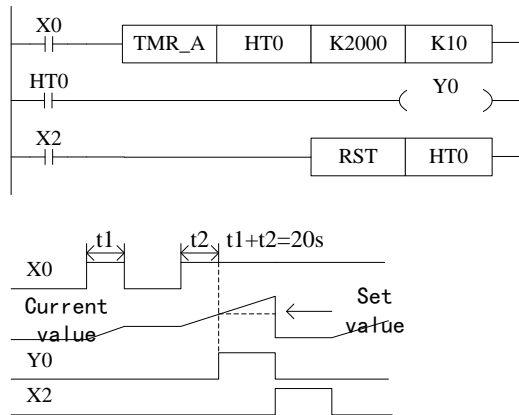 X0
TMR_A HT0 K2000 K10
HT0
Y0
X2
RST HT0
t1 t2 t1+t2=20s
X0
Current value
Set value
Y0
X2